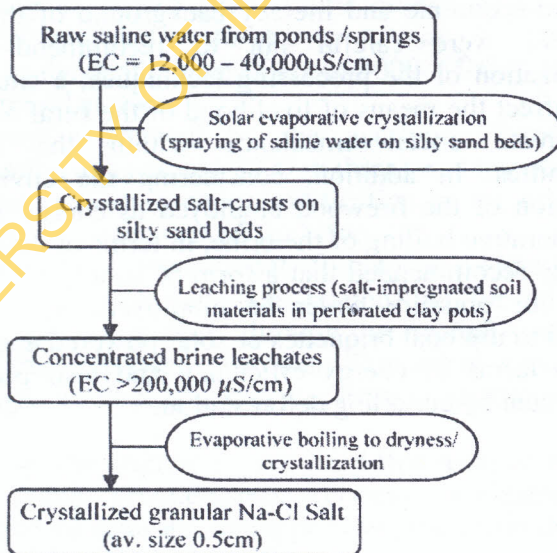 Raw saline water from ponds /springs
(EC = 12,000 – 40,000µS/cm)
Solar evaporative crystallization
(spraying of saline water on silty sand beds)
Crystallized salt-crusts on
silty sand beds
Leaching process (salt-impregnated soil
materials in perforated clay pots)
Concentrated brine leachates
(EC >200,000 µS/cm)
Evaporative boiling to dryness/
crystallization
Crystallized granular Na-Cl Salt
(av. size 0.5cm)
ERSITY OF I